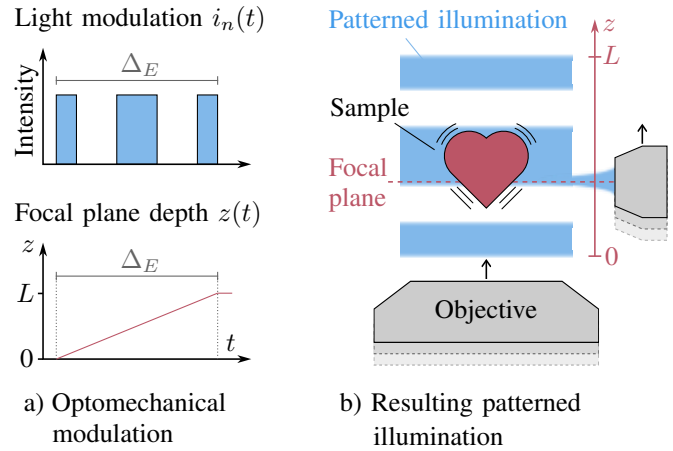 Light modulation i_n(t)
Δ_E
Intensity
Focal plane depth z(t)
z
Δ_E
L
0
t
a) Optomechanical
modulation
Patterned illumination
z
L
Sample
Focal
plane
0
Objective
b) Resulting patterned
illumination